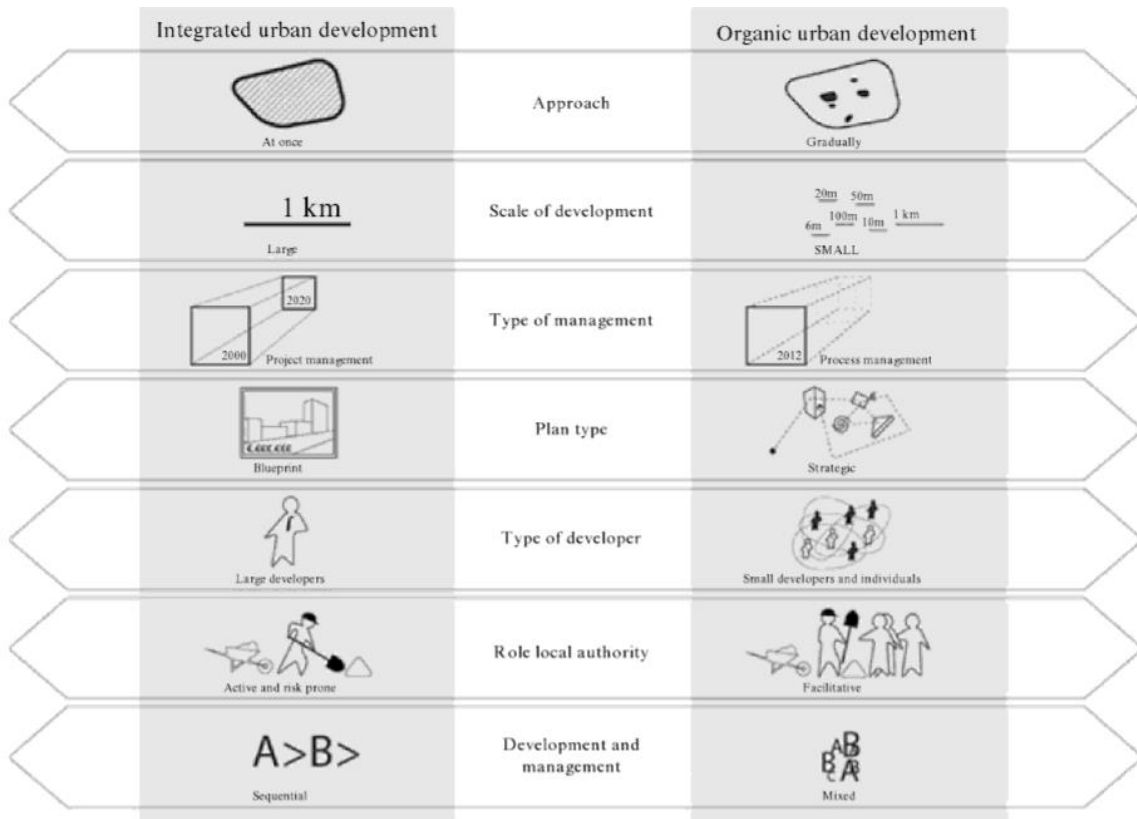 Integrated urban development
Organic urban development
Approach
At once
Gradually
1 km
Scale of development
20m 50m
6m 100m 10m 1 km
Large
SMALL
2020
2000
Project management
Type of management
2012
Process management
Plan type
Blueprint
Strategic
Type of developer
Large developers
Small developers and individuals
Role local authority
Active and risk prone
Facilitative
A>B>
Development and
management
Sequential
Mixed